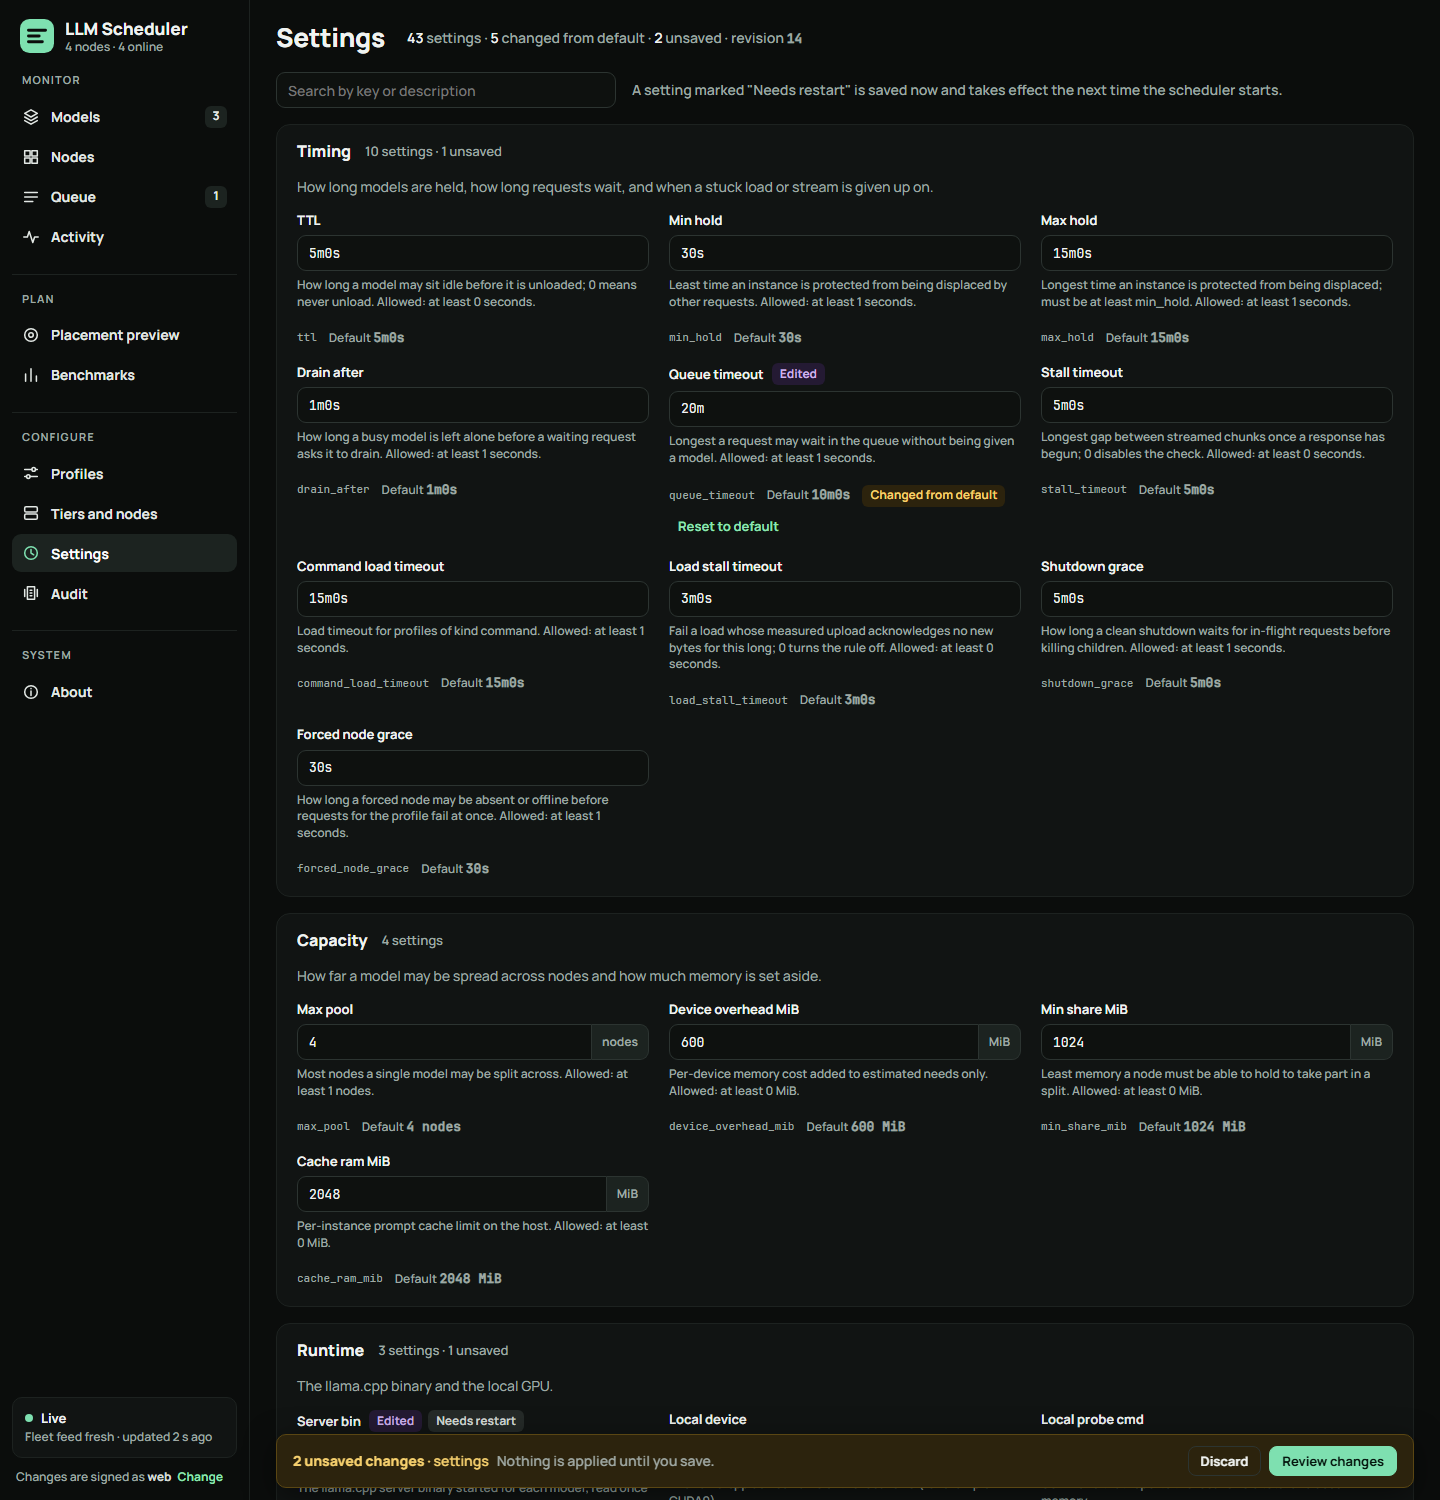 LLM Scheduler
4 nodes · 4 online
MONITOR
Models
3
Nodes
Queue
1
Activity
PLAN
Placement preview
Benchmarks
CONFIGURE
Profiles
Tiers and nodes
Settings
Audit
SYSTEM
About
Live
Fleet feed fresh · updated 2 s ago
Changes are signed as web Change
Settings
43 settings · 5 changed from default · 2 unsaved · revision 14
Search by key or description
A setting marked "Needs restart" is saved now and takes effect the next time the scheduler starts.
Timing 10 settings · 1 unsaved
How long models are held, how long requests wait, and when a stuck load or stream is given up on.
TTL
5m0s
How long a model may sit idle before it is unloaded; 0 means
never unload. Allowed: at least 0 seconds.
ttl Default 5m0s
Min hold
30s
Least time an instance is protected from being displaced by
other requests. Allowed: at least 1 seconds.
min_hold Default 30s
Max hold
15m0s
Longest time an instance is protected from being displaced;
must be at least min_hold. Allowed: at least 1 seconds.
max_hold Default 15m0s
Drain after
1m0s
How long a busy model is left alone before a waiting request
asks it to drain. Allowed: at least 1 seconds.
drain_after Default 1m0s
Queue timeout Edited
20m
Longest a request may wait in the queue without being given
a model. Allowed: at least 1 seconds.
queue_timeout Default 10m0s Changed from default
Reset to default
Stall timeout
5m0s
Longest gap between streamed chunks once a response has
begun; 0 disables the check. Allowed: at least 0 seconds.
stall_timeout Default 5m0s
Command load timeout
15m0s
Load timeout for profiles of kind command. Allowed: at least 1
seconds.
command_load_timeout Default 15m0s
Load stall timeout
3m0s
Fail a load whose measured upload acknowledges no new
bytes for this long; 0 turns the rule off. Allowed: at least 0
seconds.
load_stall_timeout Default 3m0s
Shutdown grace
5m0s
How long a clean shutdown waits for in-flight requests before
killing children. Allowed: at least 1 seconds.
shutdown_grace Default 5m0s
Forced node grace
30s
How long a forced node may be absent or offline before
requests for the profile fail at once. Allowed: at least 1
seconds.
forced_node_grace Default 30s
Capacity 4 settings
How far a model may be spread across nodes and how much memory is set aside.
Max pool
4 nodes
Most nodes a single model may be split across. Allowed: at
least 1 nodes.
max_pool Default 4 nodes
Device overhead MiB
600 MiB
Per-device memory cost added to estimated needs only.
Allowed: at least 0 MiB.
device_overhead_mib Default 600 MiB
Min share MiB
1024 MiB
Least memory a node must be able to hold to take part in a
split. Allowed: at least 0 MiB.
min_share_mib Default 1024 MiB
Cache ram MiB
2048 MiB
Per-instance prompt cache limit on the host. Allowed: at least
0 MiB.
cache_ram_mib Default 2048 MiB
Runtime 3 settings · 1 unsaved
The llama.cpp binary and the local GPU.
Server bin Edited Needs restart
Local device
Local probe cmd
2 unsaved changes · settings Nothing is applied until you save.
Discard
Review changes
The llama.cpp server binary started for each model, read once